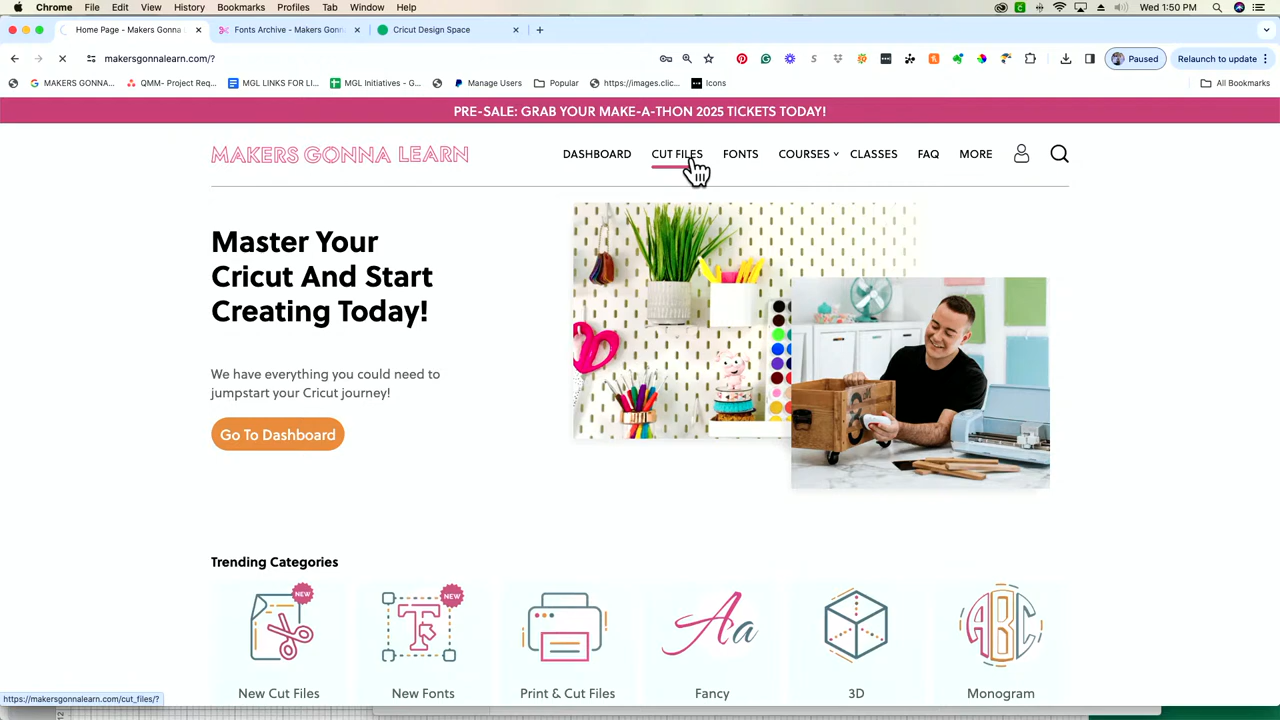 Chrome File Edit View History Bookmarks Profiles Tab Window Help Wed 1:50 PM
Home Page - Makers Gonna L Fonts Archive - Makers Gonn Cricut Design Space
makersgonnalearn.com/? Paused Relaunch to update
MAKERS GONNA... QMM- Project Req... MGL LINKS FOR LI... MGL Initiatives - G... Manage Users Popular https://images.clic... Icons All Bookmarks
PRE-SALE: GRAB YOUR MAKE-A-THON 2025 TICKETS TODAY!
MAKERS GONNA LEARN DASHBOARD CUT FILES FONTS COURSES CLASSES FAQ MORE
Master Your
Cricut And Start
Creating Today!
We have everything you could need to
jumpstart your Cricut journey!
Go To Dashboard
Trending Categories
NEW NEW
T Aa ABC
New Cut Files New Fonts Print & Cut Files Fancy 3D Monogram
https://makersgonnalearn.com/cut_files/?